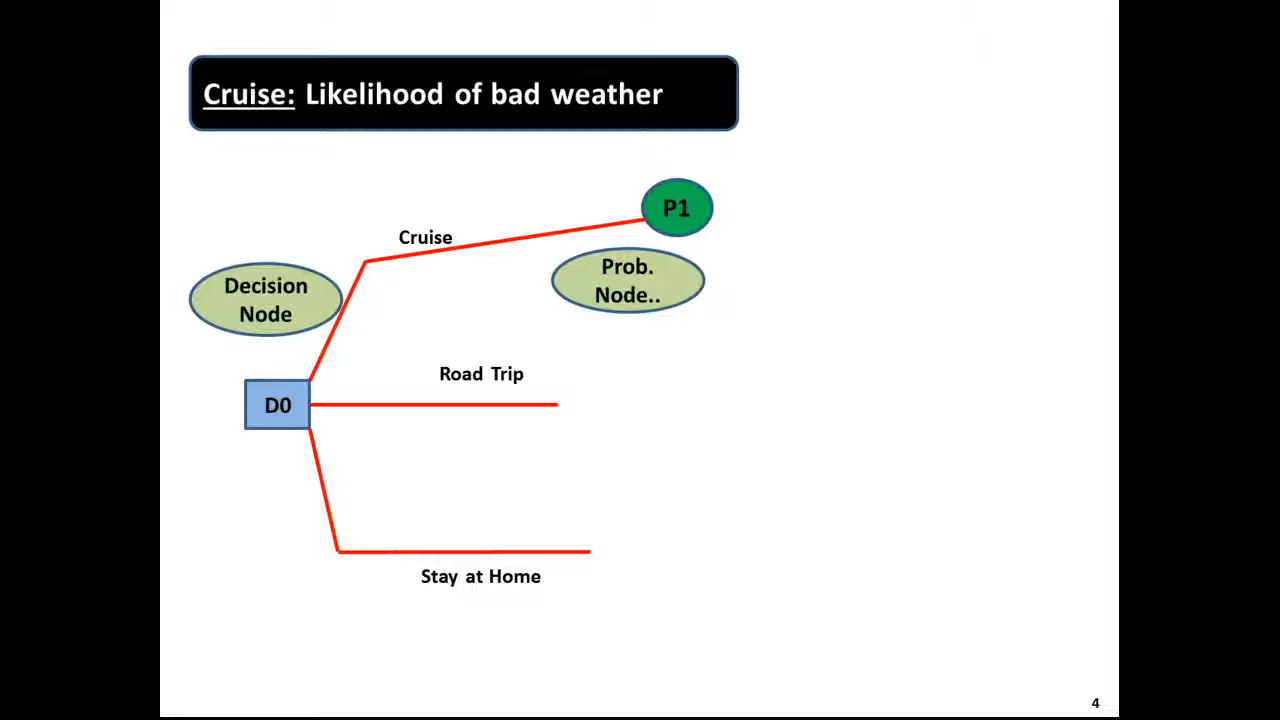 Cruise: Likelihood of bad weather
P1
Cruise
Prob.
Node..
Decision
Node
Road Trip
D0
Stay at Home
4